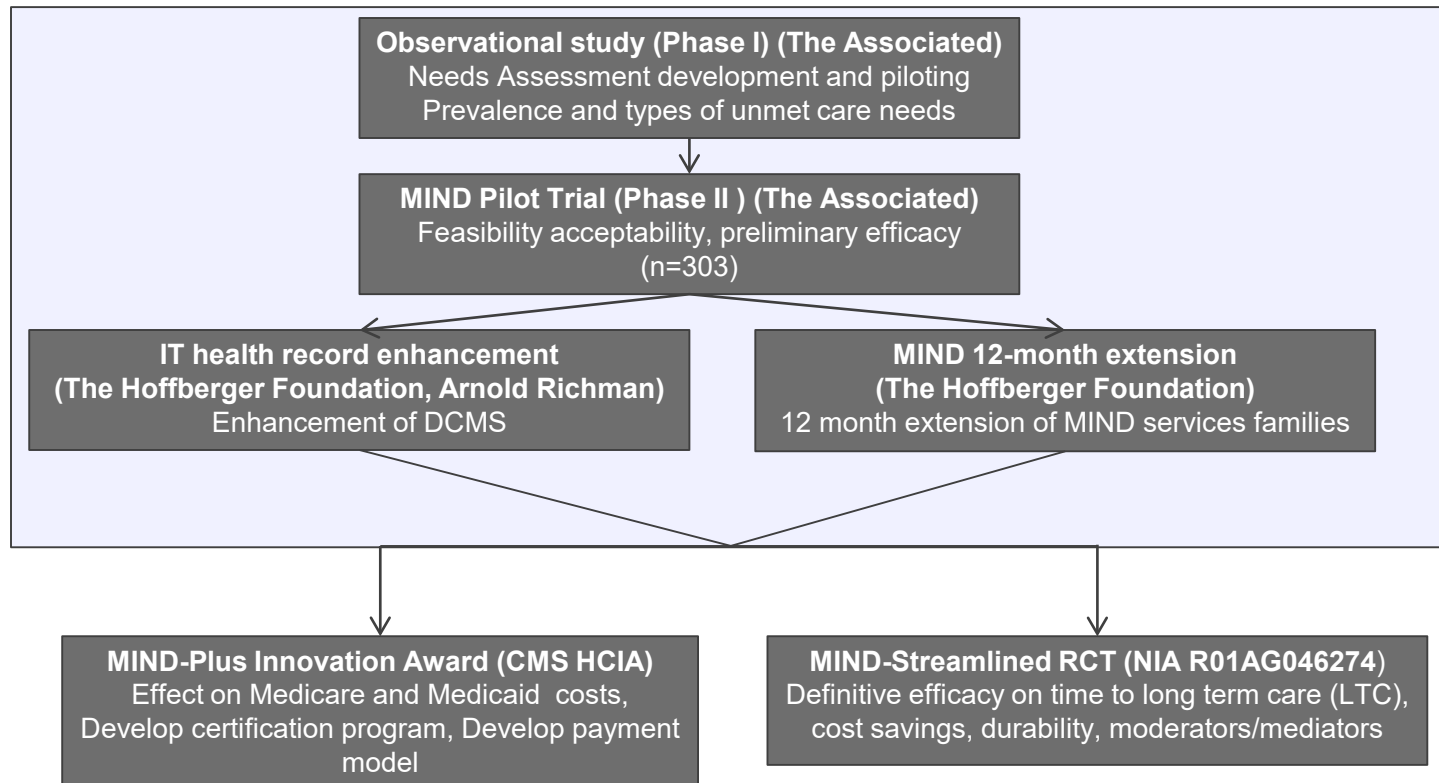 Observational study (Phase I) (The Associated)
Needs Assessment development and piloting
Prevalence and types of unmet care needs
MIND Pilot Trial (Phase II ) (The Associated)
Feasibility acceptability, preliminary efficacy
(n=303)
IT health record enhancement
(The Hoffberger Foundation, Arnold Richman)
Enhancement of DCMS
MIND 12-month extension
(The Hoffberger Foundation)
12 month extension of MIND services families
MIND-Plus Innovation Award (CMS HCIA)
Effect on Medicare and Medicaid  costs,
Develop certification program, Develop payment
model
MIND-Streamlined RCT (NIA R01AG046274)
Definitive efficacy on time to long term care (LTC),
cost savings, durability, moderators/mediators